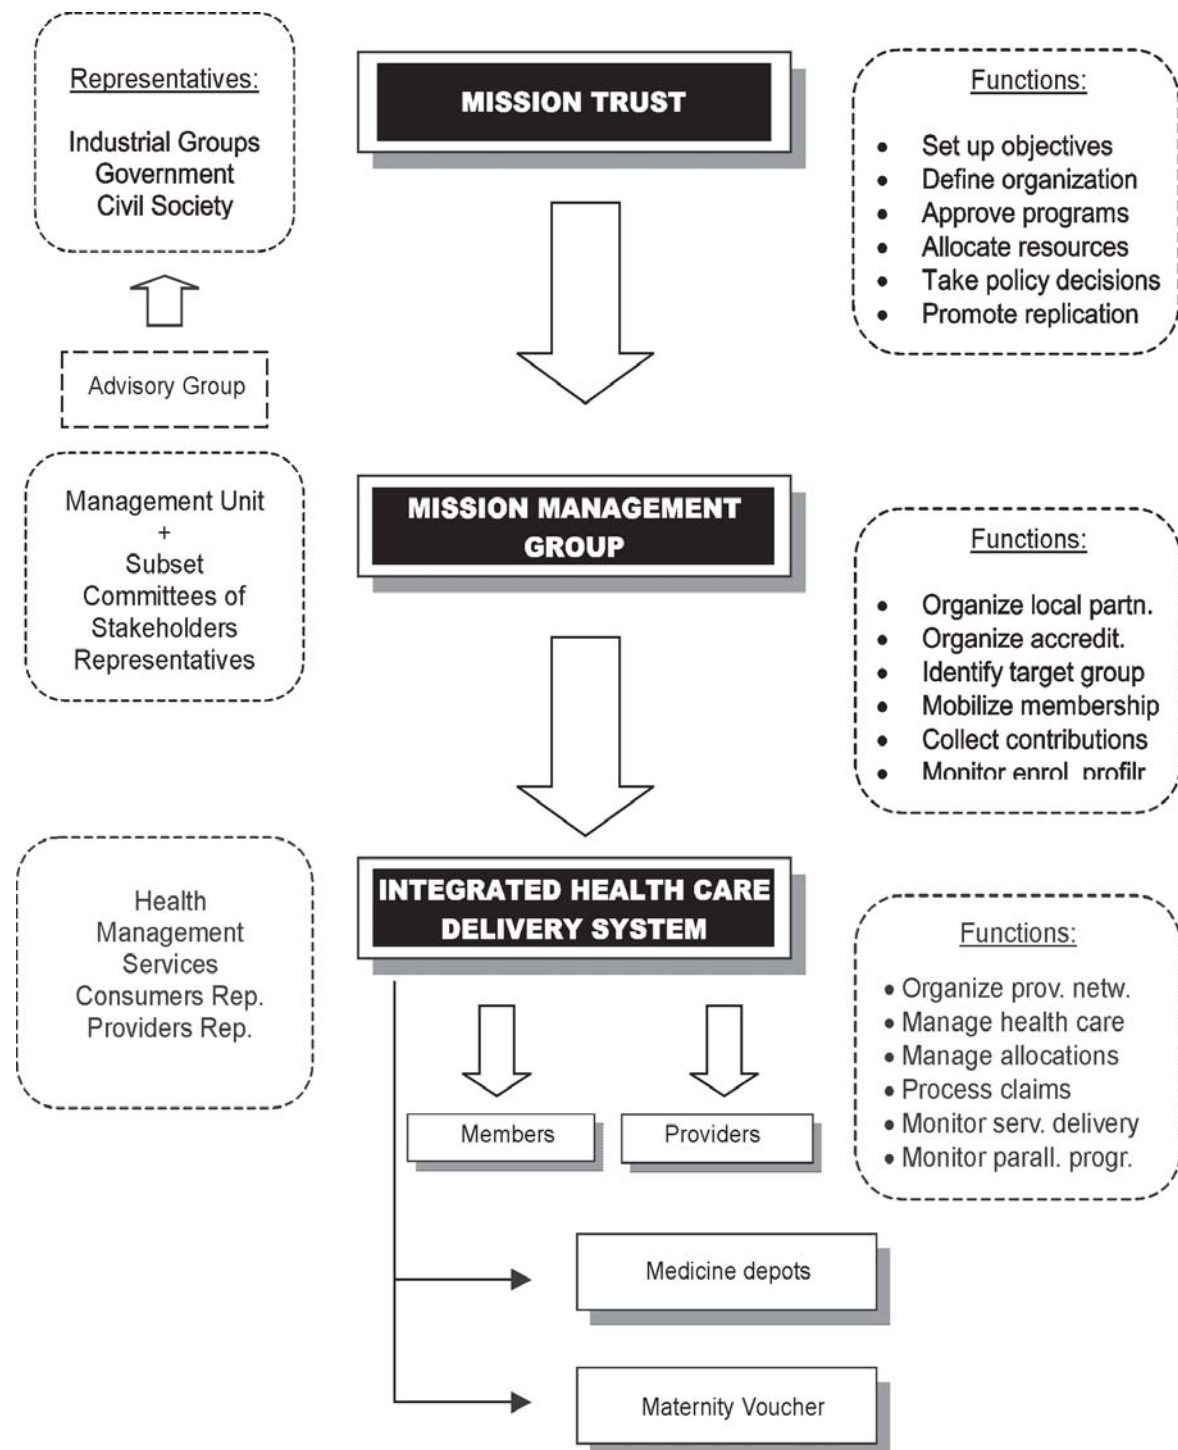 Representatives:
Industrial Groups
Government
Civil Society
MISSION TRUST
Functions:
• Set up objectives
• Define organization
• Approve programs
• Allocate resources
• Take policy decisions
• Promote replication
Advisory Group
Management Unit
+
Subset
Committees of
Stakeholders
Representatives
MISSION MANAGEMENT
GROUP
Functions:
• Organize local partn.
• Organize accredit.
• Identify target group
• Mobilize membership
• Collect contributions
• Monitor enrol. profilr
Health
Management
Services
Consumers Rep.
Providers Rep.
INTEGRATED HEALTH CARE
DELIVERY SYSTEM
Functions:
• Organize prov. netw.
• Manage health care
• Manage allocations
• Process claims
• Monitor serv. delivery
• Monitor parall. progr.
Members
Providers
Medicine depots
Maternity Voucher